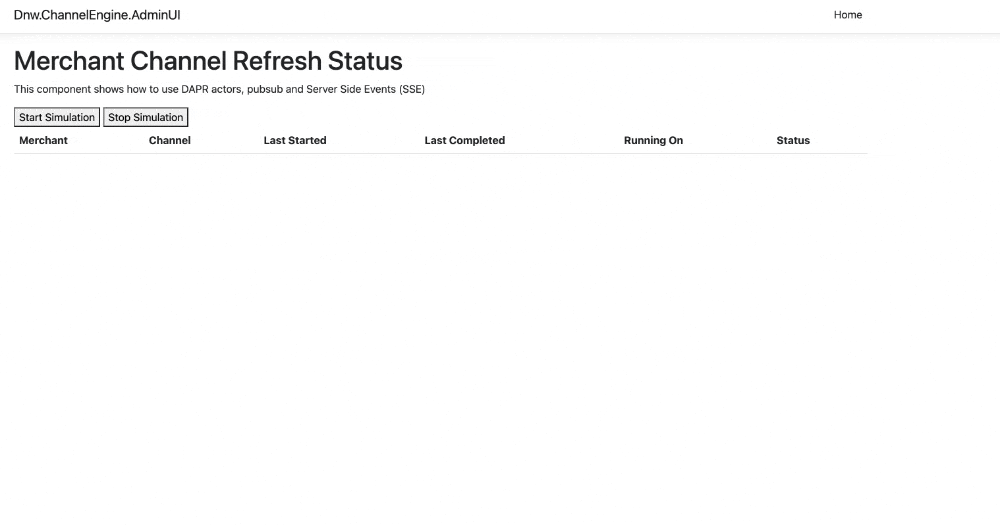 Dnw.ChannelEngine.AdminUI Home
Merchant Channel Refresh Status
This component shows how to use DAPR actors, pubsub and Server Side Events (SSE)
Start Simulation Stop Simulation
Merchant Channel Last Started Last Completed Running On Status